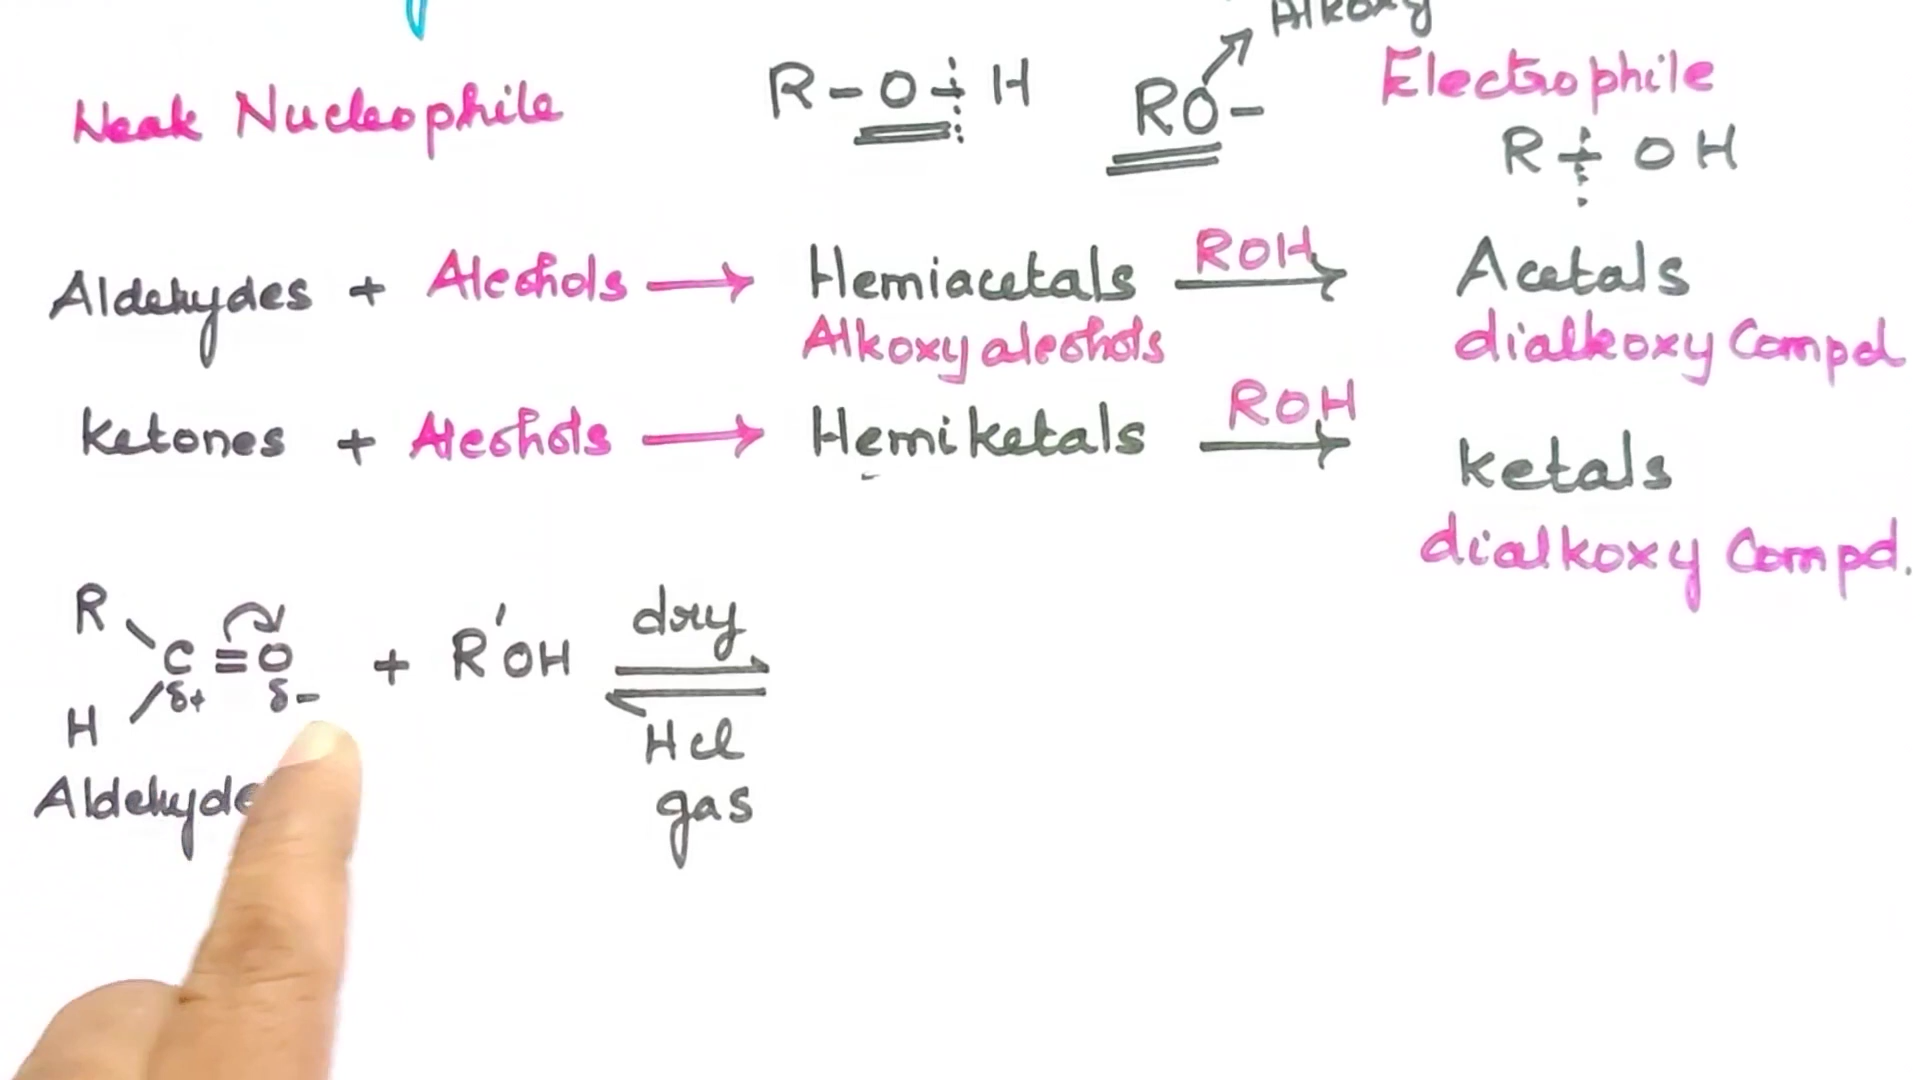 Alkoxy
Weak Nucleophile R-O-H RO- Electrophile
R-OH
Aldehydes + Alcohols → Hemiacetals ROH → Acetals
Alkoxy alcohols dialkoxy Compd
Ketones + Alcohols → Hemiketals ROH → Ketals
dialkoxy Compd.
R
C=O + R'OH dry
δ+ δ-
H HCl
Aldehyde gas